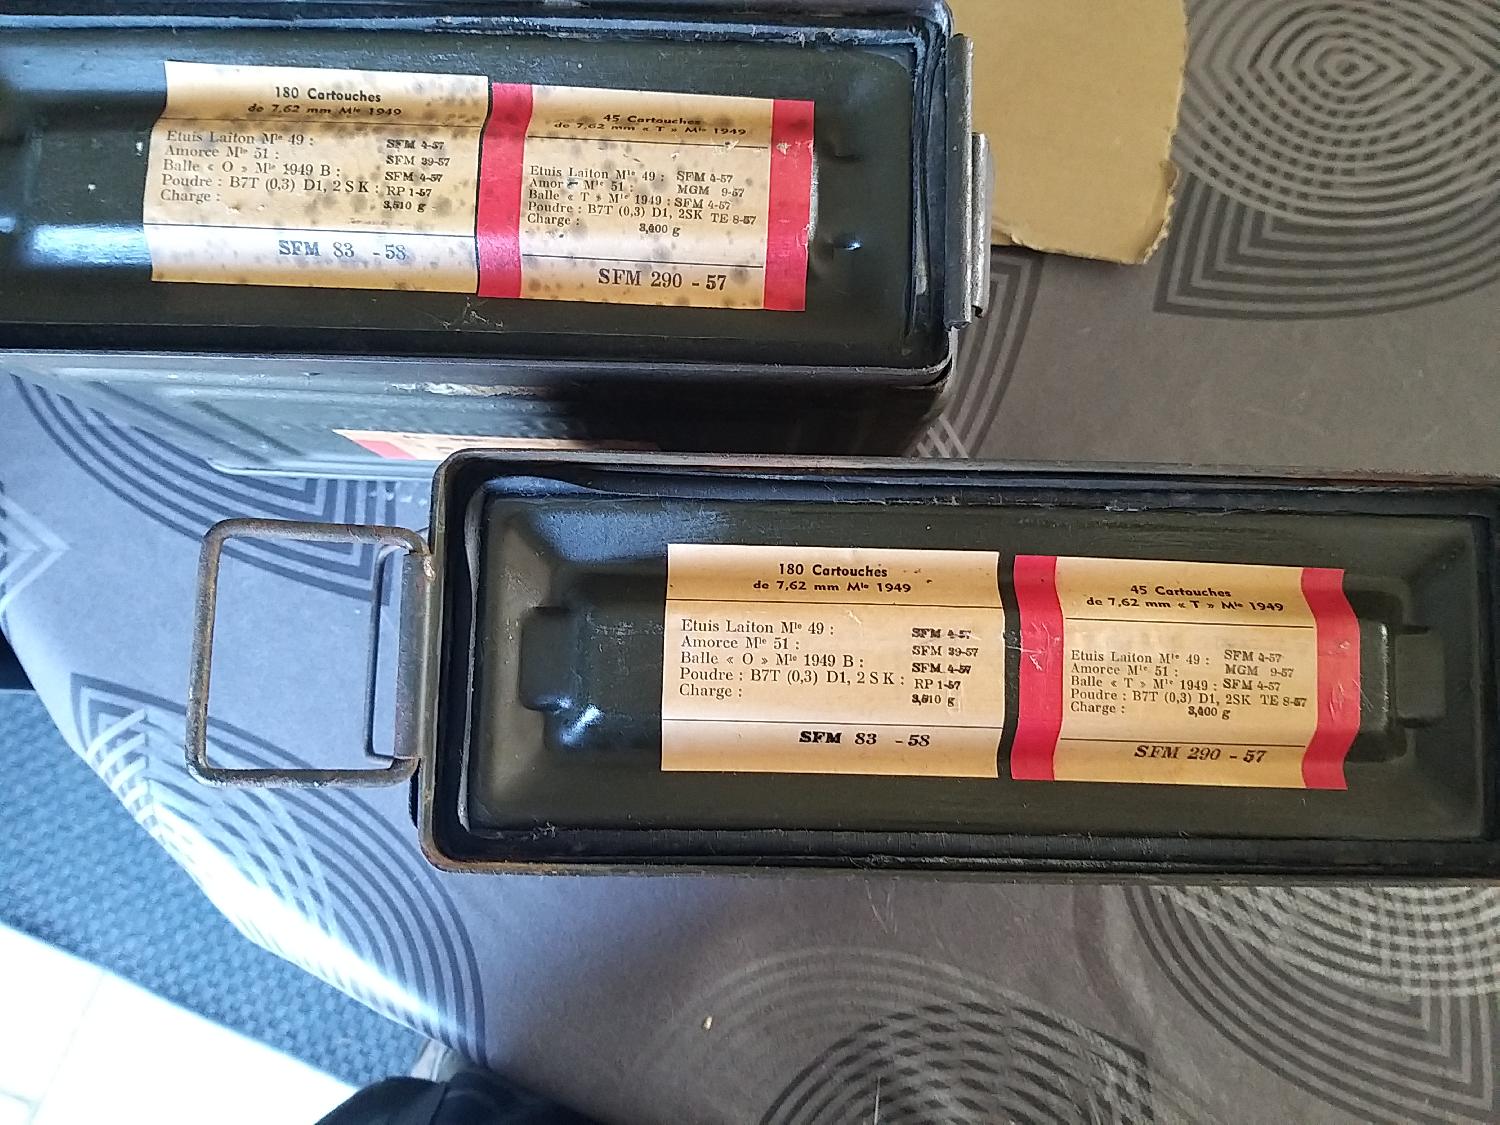 180 Cartouches
de 7,62 mm Mle 1949
Etuis Laiton Mle 49 : SFM 4-57
Amorce Mle 51 : SFM 39-57
Balle « O » Mle 1949 B : SFM 4-57
Poudre : B7T (0,3) D1, 2 S K : RP 1-57
Charge : 3,510 g
SFM 83 - 58
45 Cartouches
de 7,62 mm « T » Mle 1949
Etuis Laiton Mle 49 : SFM 4-57
Amorce Mle 51 : MGM 9-57
Balle « T » Mle 1949 : SFM 4-57
Poudre : B7T (0,3) D1, 2SK TE 8-57
Charge : 3,400 g
SFM 290 - 57
180 Cartouches
de 7,62 mm Mle 1949
Etuis Laiton Mle 49 : SFM 4-57
Amorce Mle 51 : SFM 39-57
Balle « O » Mle 1949 B : SFM 4-57
Poudre : B7T (0,3) D1, 2 S K : RP 1-57
Charge : 3,510 g
SFM 83 - 58
45 Cartouches
de 7,62 mm « T » Mle 1949
Etuis Laiton Mle 49 : SFM 4-57
Amorce Mle 51 : MGM 9-57
Balle « T » Mle 1949 : SFM 4-57
Poudre : B7T (0,3) D1, 2SK TE 8-57
Charge : 3,400 g
SFM 290 - 57